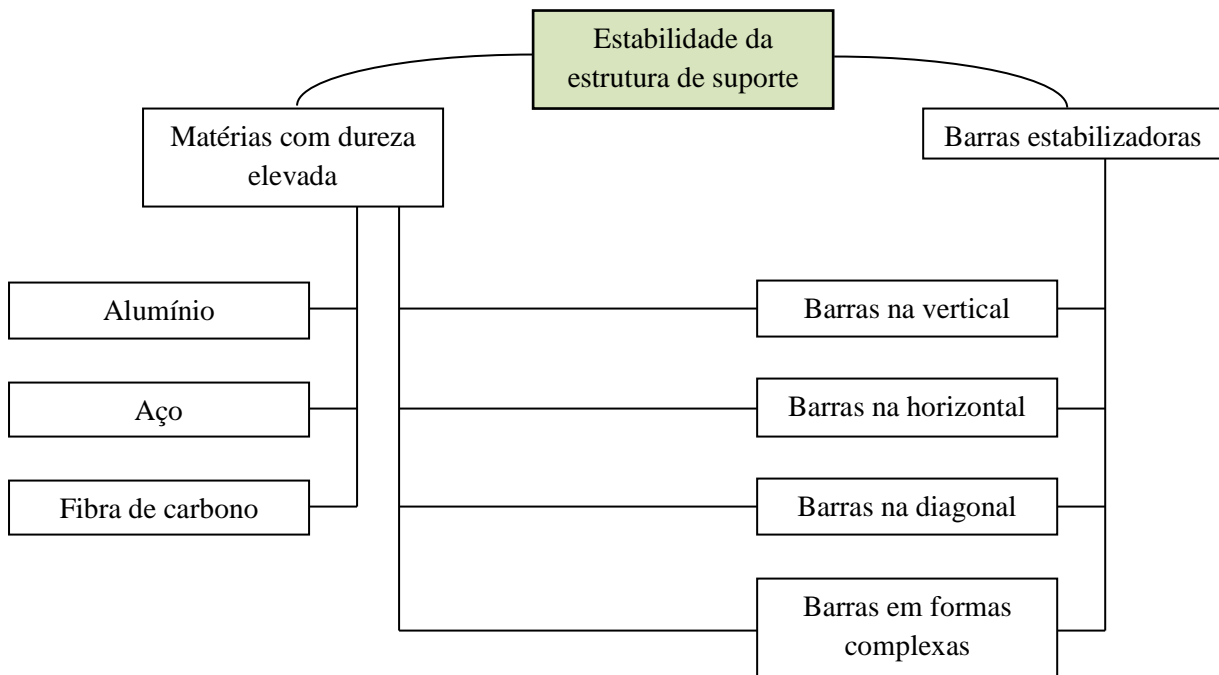 Estabilidade da
estrutura de suporte
Matérias com dureza
elevada
Barras estabilizadoras
Alumínio
Barras na vertical
Aço
Barras na horizontal
Fibra de carbono
Barras na diagonal
Barras em formas
complexas